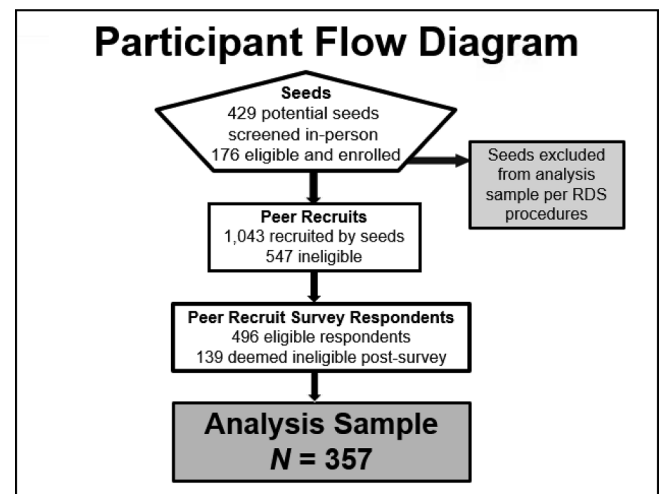 Participant Flow Diagram
Seeds
429 potential seeds
screened in-person
176 eligible and enrolled
Seeds excluded
from analysis
sample per RDS
procedures
Peer Recruits
1,043 recruited by seeds
547 ineligible
Peer Recruit Survey Respondents
496 eligible respondents
139 deemed ineligible post-survey
Analysis Sample
N = 357